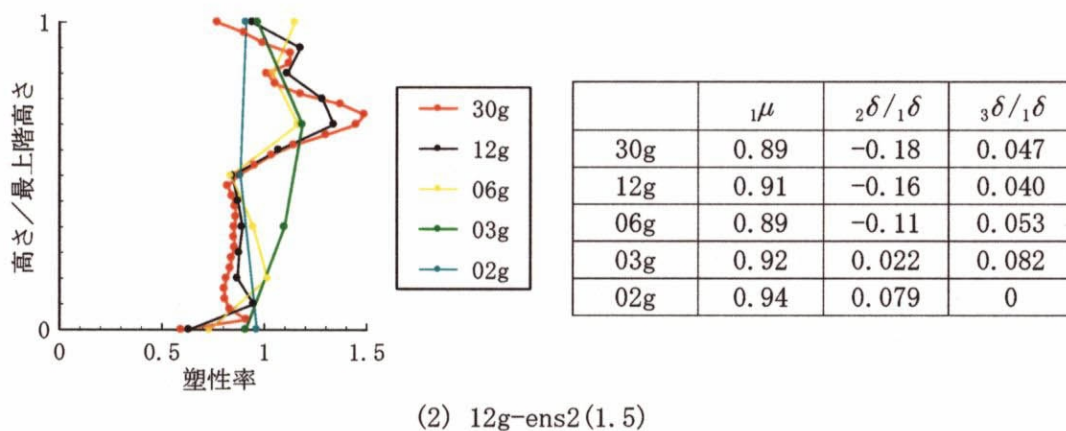 1
高さ／最上階高さ
0
0 0.5 1 1.5
塑性率
30g
12g
06g
03g
02g
₁μ ₂δ/₁δ ₃δ/₁δ
30g 0.89 -0.18 0.047
12g 0.91 -0.16 0.040
06g 0.89 -0.11 0.053
03g 0.92 0.022 0.082
02g 0.94 0.079 0
(2) 12g-ens2(1.5)